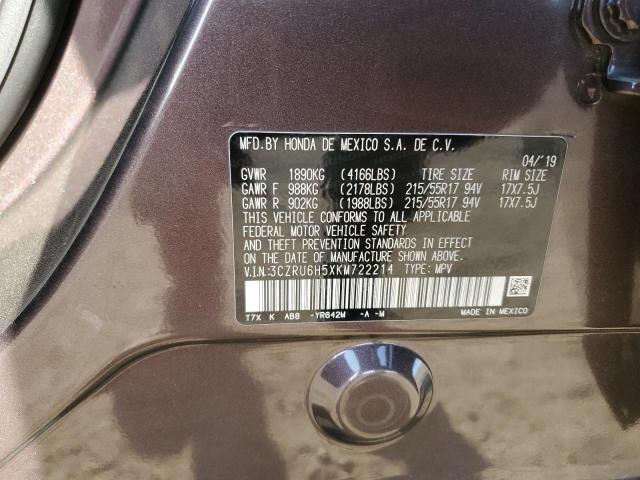 MFD.BY HONDA DE MEXICO S.A. DE C.V.
04/'19
GVWR 1890KG (4166LBS) TIRE SIZE RIM SIZE
GAWR F 988KG (2178LBS) 215/55R17 94V 17X7.5J
GAWR R 902KG (1988LBS) 215/55R17 94V 17X7.5J
THIS VEHICLE CONFORMS TO ALL APPLICABLE
FEDERAL MOTOR VEHICLE SAFETY
AND THEFT PREVENTION STANDARDS IN EFFECT
ON THE DATE OF MANUFACTURE SHOWN ABOVE.
V.I.N:3CZRU6H5XKM722214 TYPE: MPV
T7X K AB8 -YR642M -A -M MADE IN MEXICO